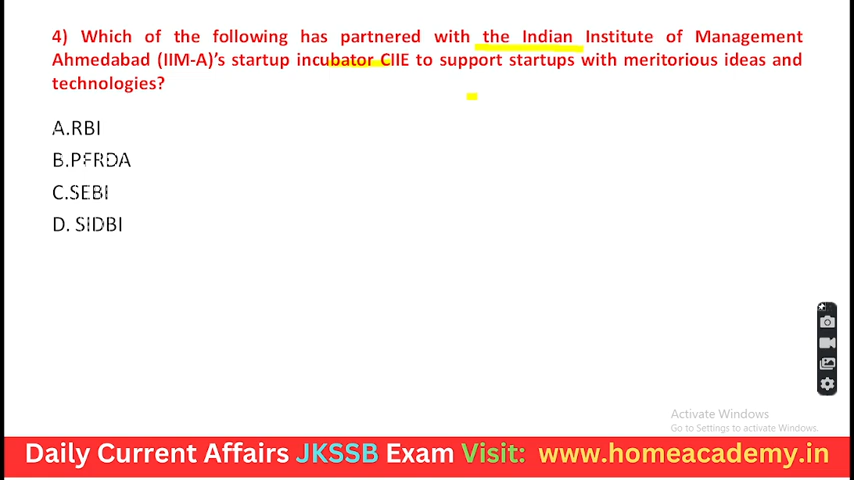 4) Which of the following has partnered with the Indian Institute of Management
Ahmedabad (IIM-A)'s startup incubator CIIE to support startups with meritorious ideas and
technologies?
A.RBI
B.PFRDA
C.SEBI
D. SIDBI
Activate Windows
Go to Settings to activate Windows.
Daily Current Affairs JKSSB Exam Visit: www.homeacademy.in